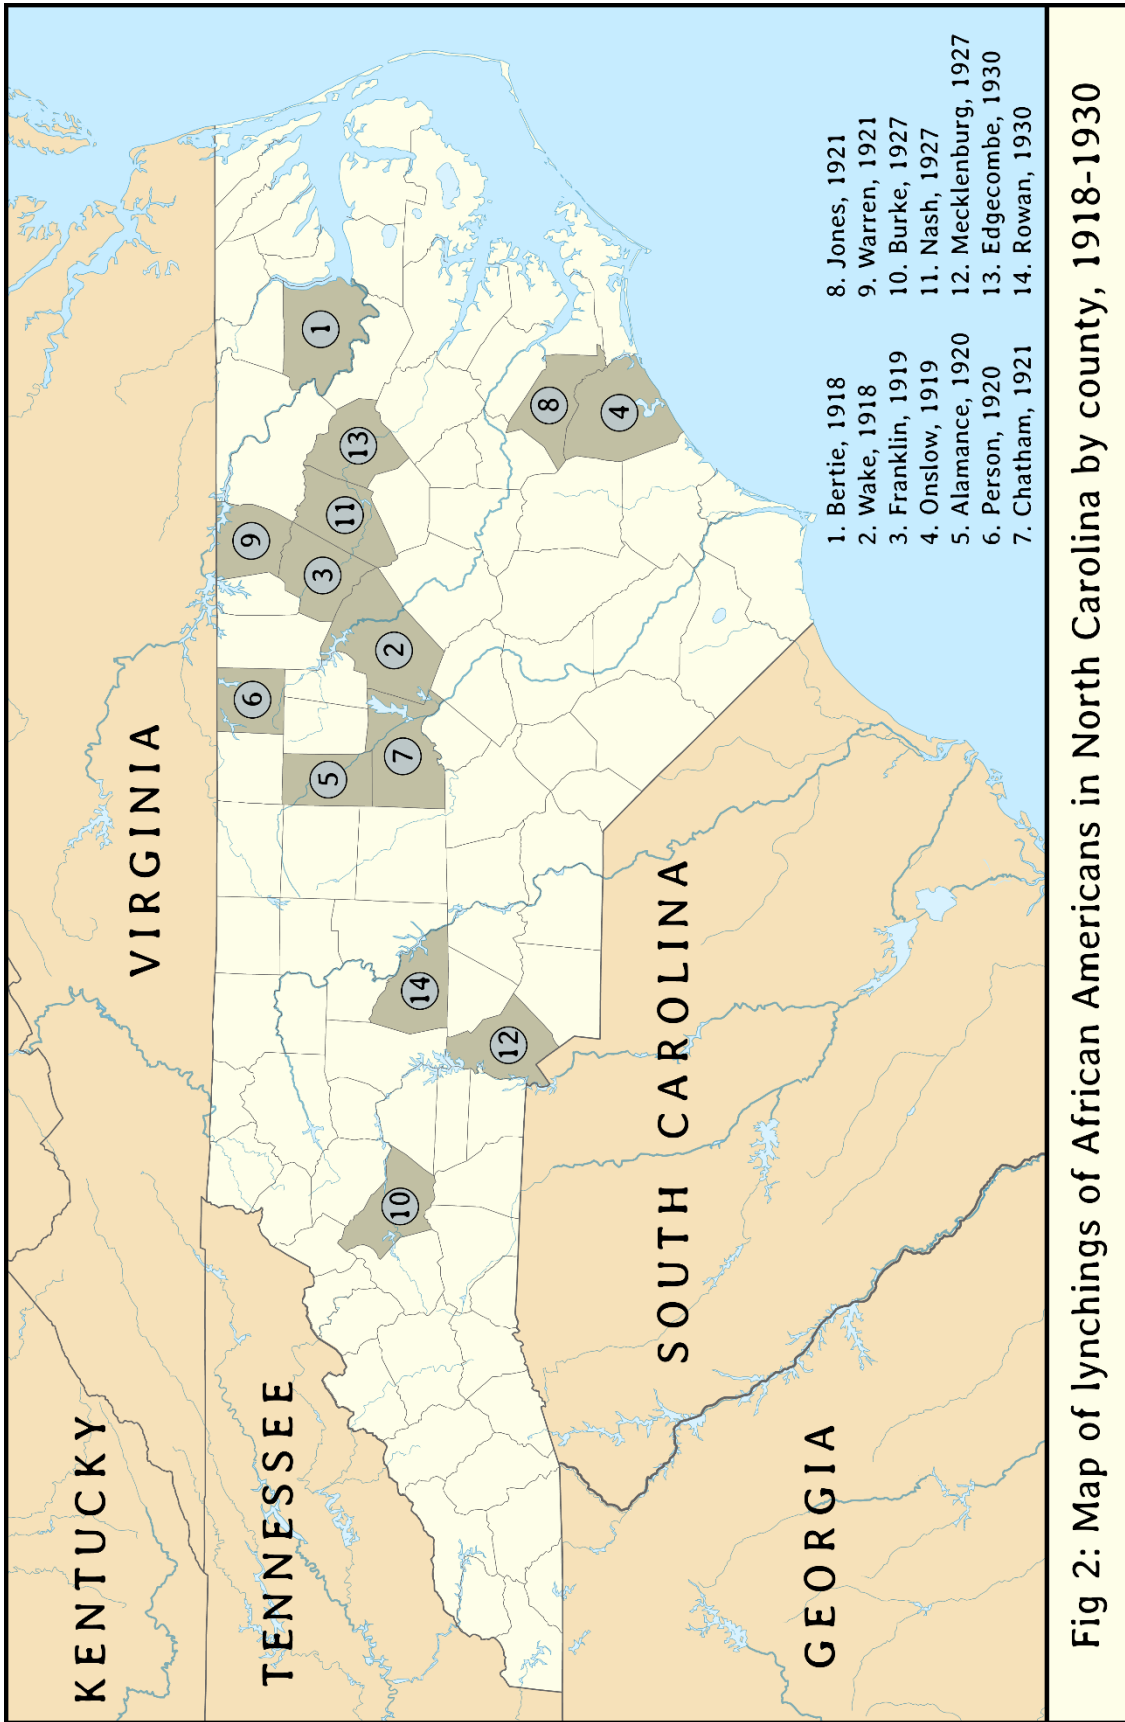 KENTUCKY
VIRGINIA
TENNESSEE
SOUTH CAROLINA
GEORGIA
1
2
3
4
5
6
7
8
9
10
11
12
13
14
1. Bertie, 1918
2. Wake, 1918
3. Franklin, 1919
4. Onslow, 1919
5. Alamance, 1920
6. Person, 1920
7. Chatham, 1921
8. Jones, 1921
9. Warren, 1921
10. Burke, 1927
11. Nash, 1927
12. Mecklenburg, 1927
13. Edgecombe, 1930
14. Rowan, 1930
Fig 2: Map of lynchings of African Americans in North Carolina by county, 1918-1930